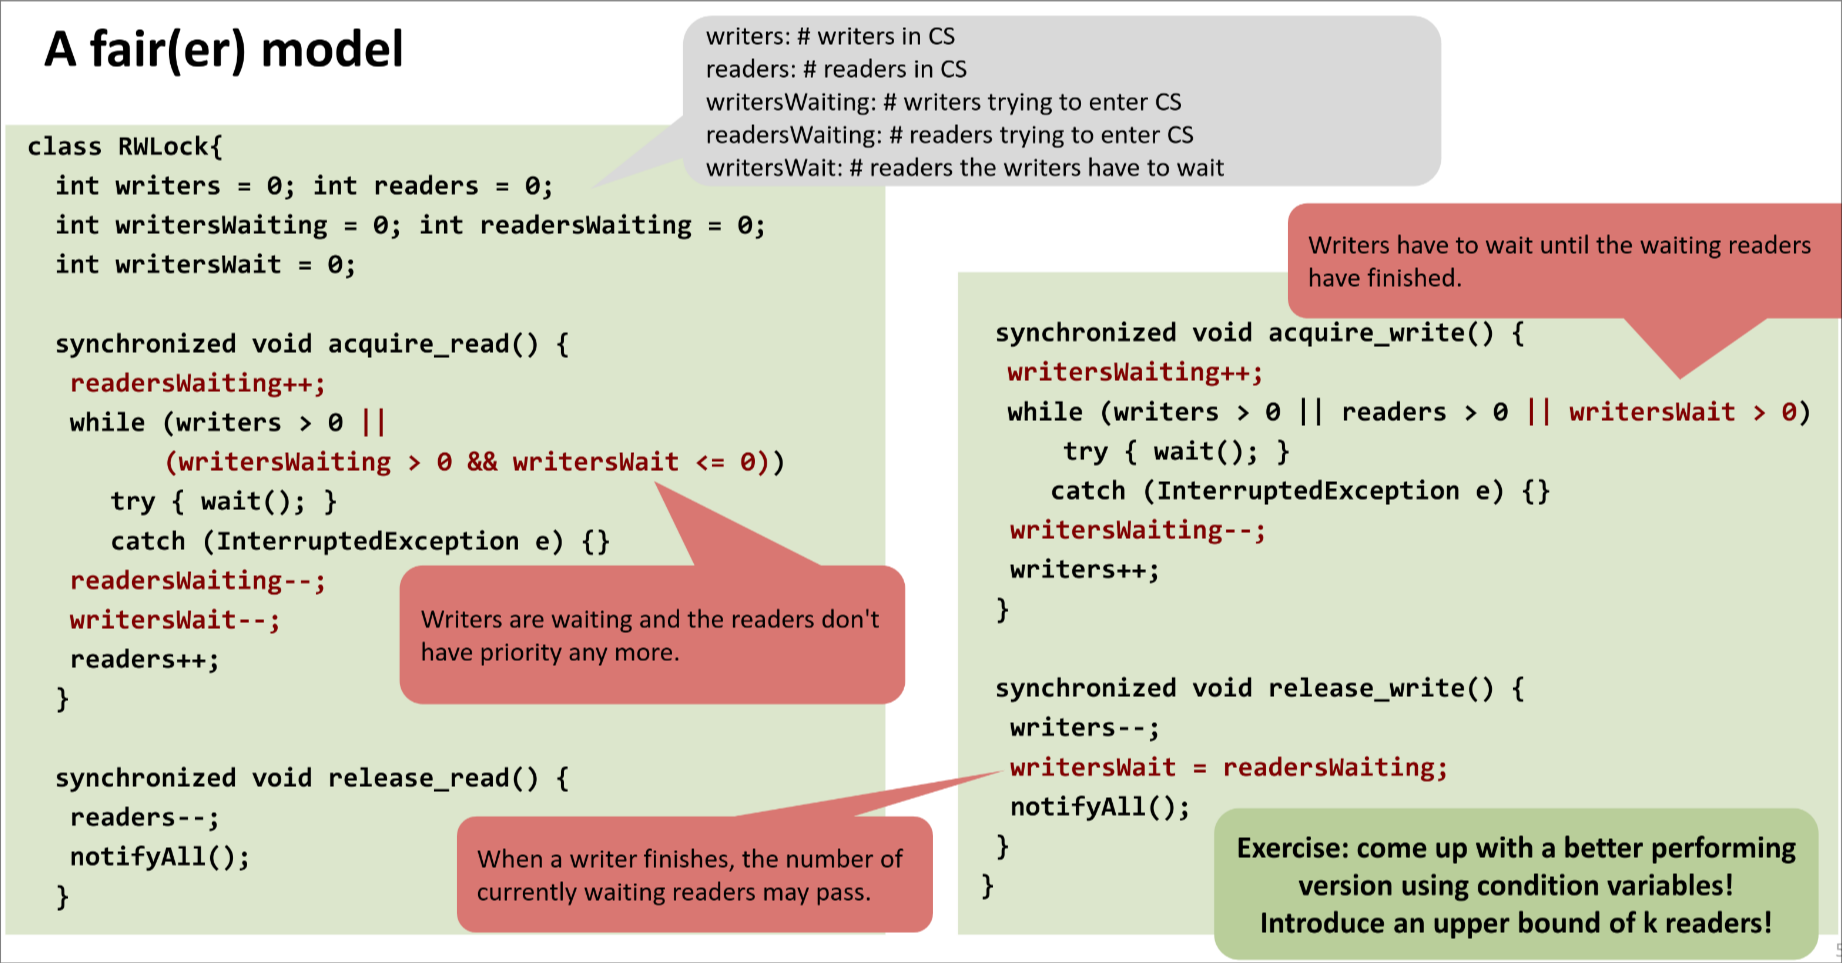 A fair(er) model
writers: # writers in CS
readers: # readers in CS
writersWaiting: # writers trying to enter CS
readersWaiting: # readers trying to enter CS
writersWait: # readers the writers have to wait
class RWLock{
int writers = 0; int readers = 0;
int writersWaiting = 0; int readersWaiting = 0;
int writersWait = 0;
synchronized void acquire_read() {
readersWaiting++;
while (writers > 0 ||
(writersWaiting > 0 && writersWait <= 0))
try { wait(); }
catch (InterruptedException e) {}
readersWaiting--;
writersWait--;
readers++;
}
Writers are waiting and the readers don't
have priority any more.
synchronized void release_read() {
readers--;
notifyAll();
}
When a writer finishes, the number of
currently waiting readers may pass.
Writers have to wait until the waiting readers
have finished.
synchronized void acquire_write() {
writersWaiting++;
while (writers > 0 || readers > 0 || writersWait > 0)
try { wait(); }
catch (InterruptedException e) {}
writersWaiting--;
writers++;
}
synchronized void release_write() {
writers--;
writersWait = readersWaiting;
notifyAll();
}
}
Exercise: come up with a better performing
version using condition variables!
Introduce an upper bound of k readers!